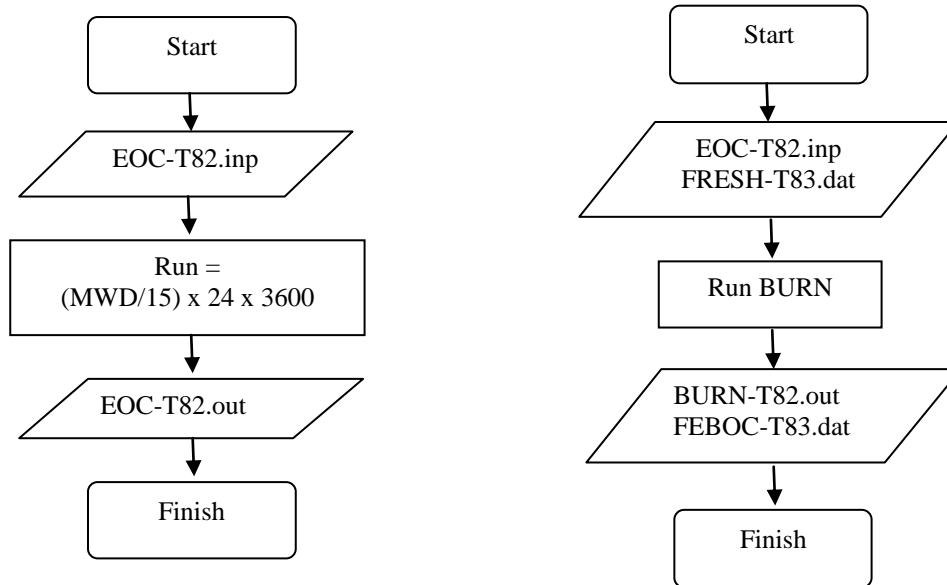 Start
EOC-T82.inp
Run =
(MWD/15) x 24 x 3600
EOC-T82.out
Finish
Start
EOC-T82.inp
FRESH-T83.dat
Run BURN
BURN-T82.out
FEBOC-T83.dat
Finish